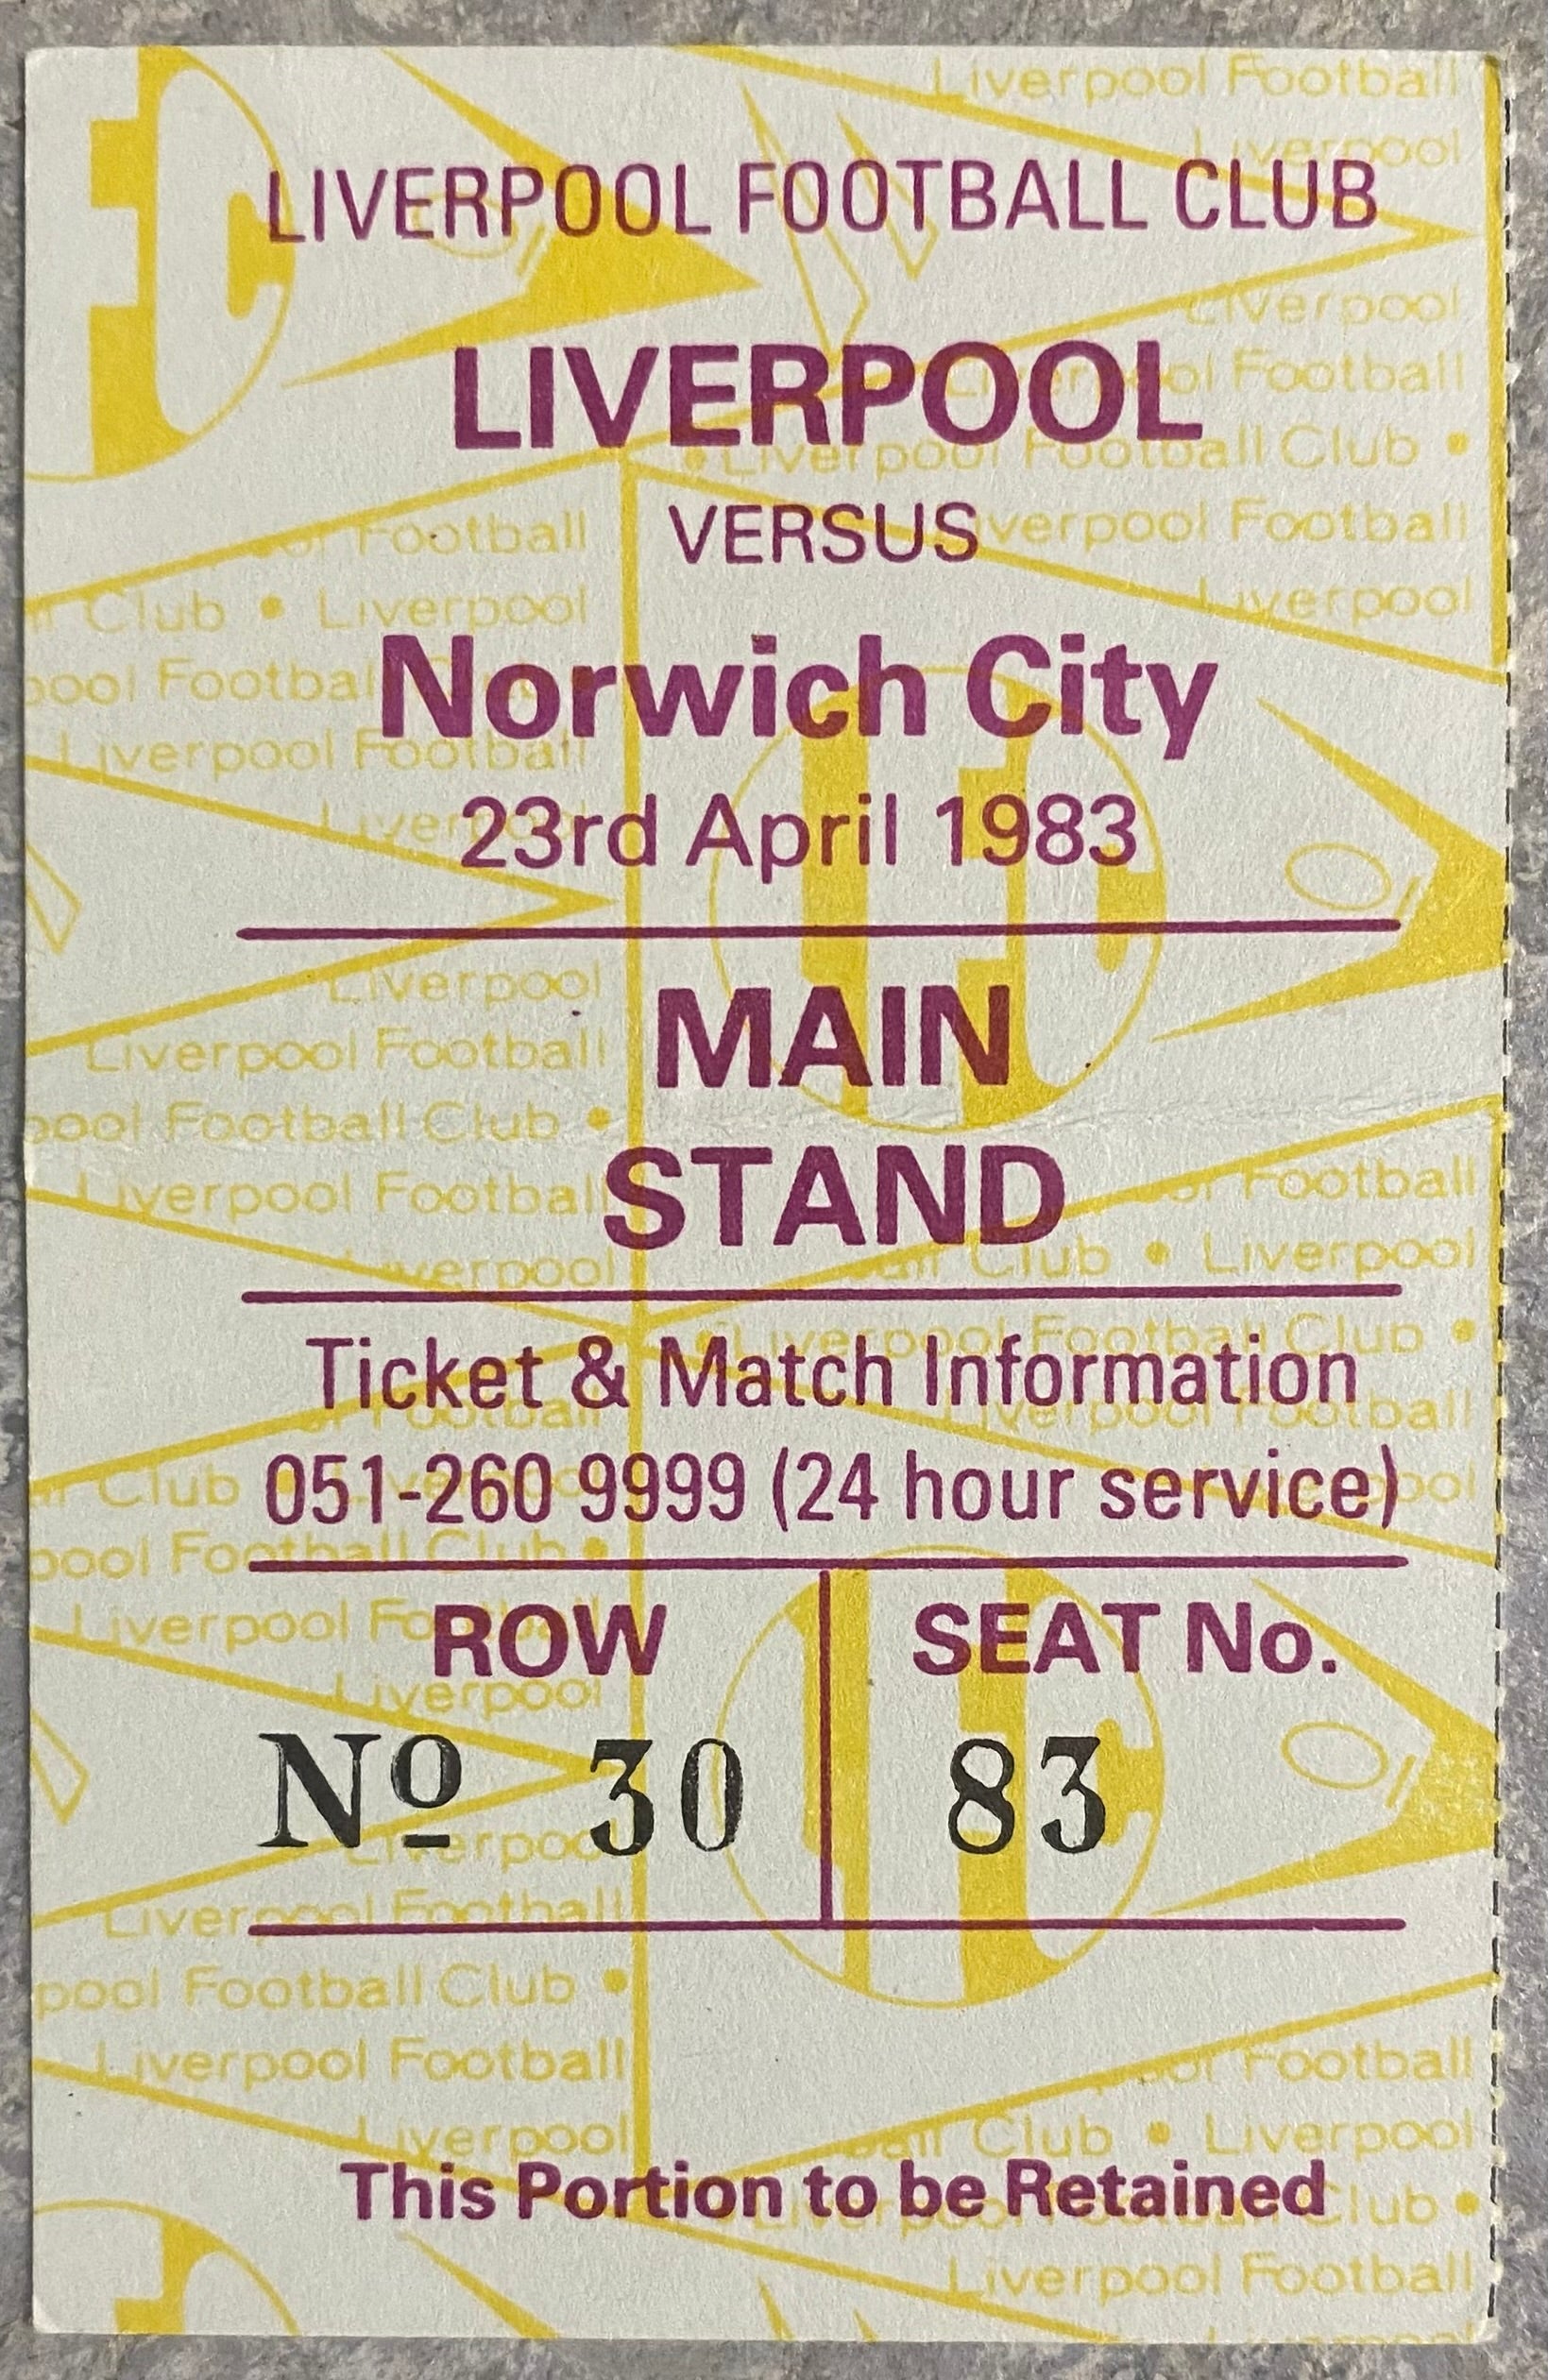 LIVERPOOL FOOTBALL CLUB
LIVERPOOL
VERSUS
Norwich City
23rd April 1983
MAIN
STAND
Ticket & Match Information
051-260 9999 (24 hour service)
ROW SEAT No.
Nº 30 83
This Portion to be Retained